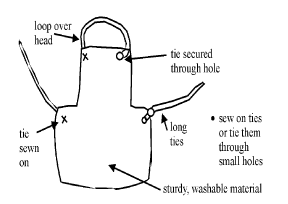 loop over
head
tie secured
through hole
tie
sewn
on
long
ties
• sew on ties
or tie them
through
small holes
sturdy, washable material